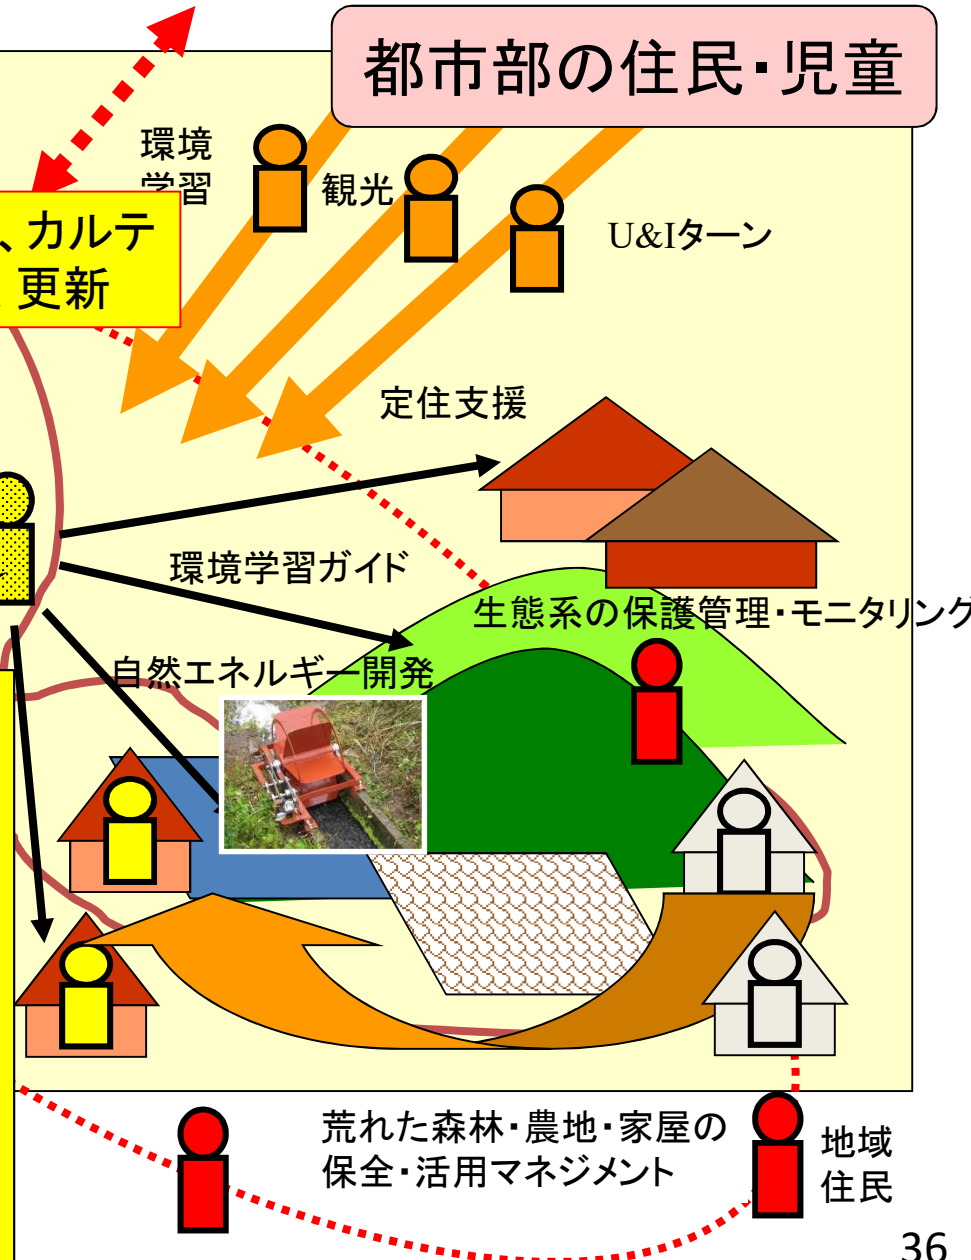 都市部の住民・児童
環境
学習
観光
U&Iターン
、カルテ
更新
定住支援
環境学習ガイド
生態系の保護管理・モニタリング
自然エネルギー開発
荒れた森林・農地・家屋の
保全・活用マネジメント
地域
住民
36